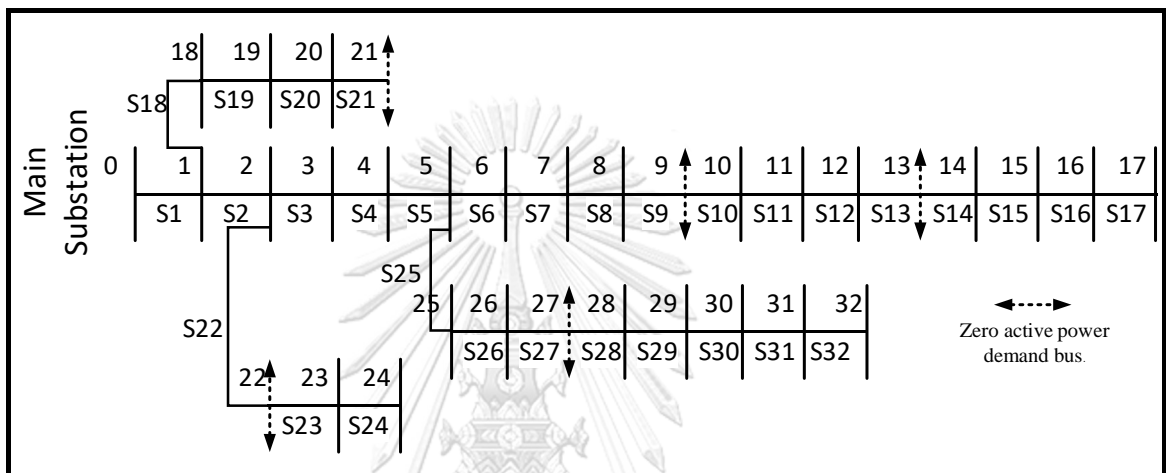 18 19 20 21
S18 S19 S20 S21
Main
Substation
0 1 2 3 4 5 6 7 8 9 10 11 12 13 14 15 16 17
S1 S2 S3 S4 S5 S6 S7 S8 S9 S10 S11 S12 S13 S14 S15 S16 S17
S25
25 26 27 28 29 30 31 32
S26 S27 S28 S29 S30 S31 S32
S22
22 23 24
S23 S24
Zero active power
demand bus.